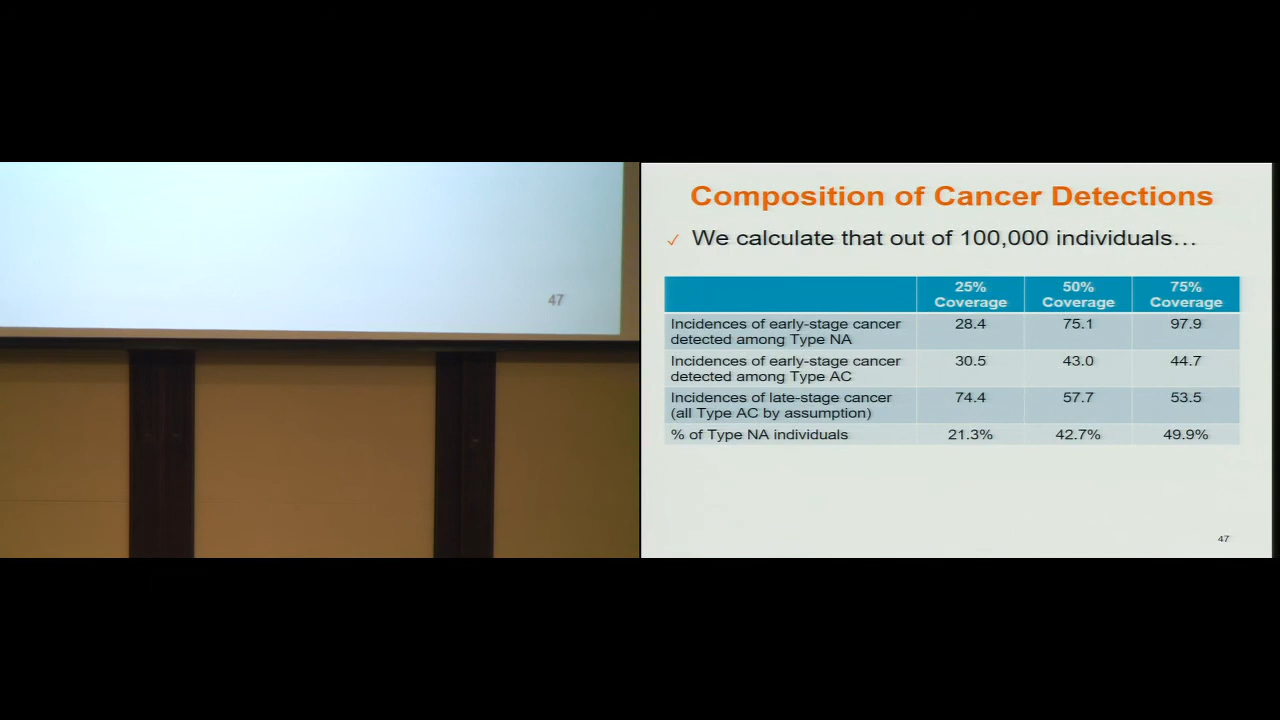 47
Composition of Cancer Detections
✓ We calculate that out of 100,000 individuals…
25% Coverage 50% Coverage 75% Coverage
Incidences of early-stage cancer detected among Type NA 28.4 75.1 97.9
Incidences of early-stage cancer detected among Type AC 30.5 43.0 44.7
Incidences of late-stage cancer (all Type AC by assumption) 74.4 57.7 53.5
% of Type NA individuals 21.3% 42.7% 49.9%
47